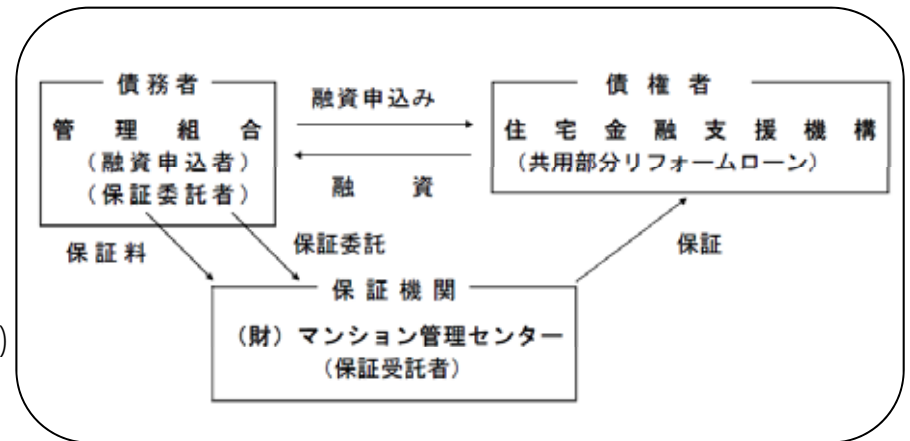 債務者
管理組合
(融資申込者)
(保証委託者)
融資申込み
融資
債権者
住宅金融支援機構
(共用部分リフォームローン)
保証料
保証委託
保証
保証機関
(財)マンション管理センター
(保証受託者)
)